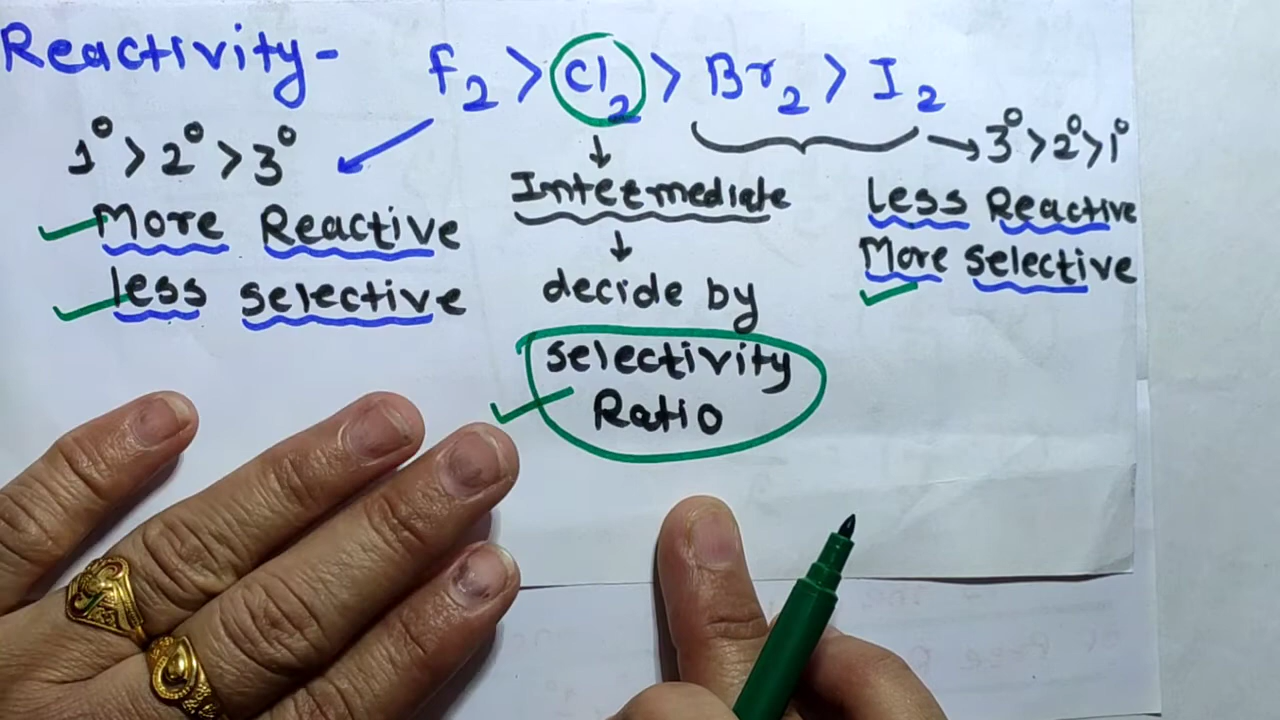 Reactivity- F₂ > Cl₂ > Br₂ > I₂
1° > 2° > 3°
More Reactive
less selective
Intermediate
decide by
selectivity
Ratio
3° > 2° > 1°
Less Reactive
More selective